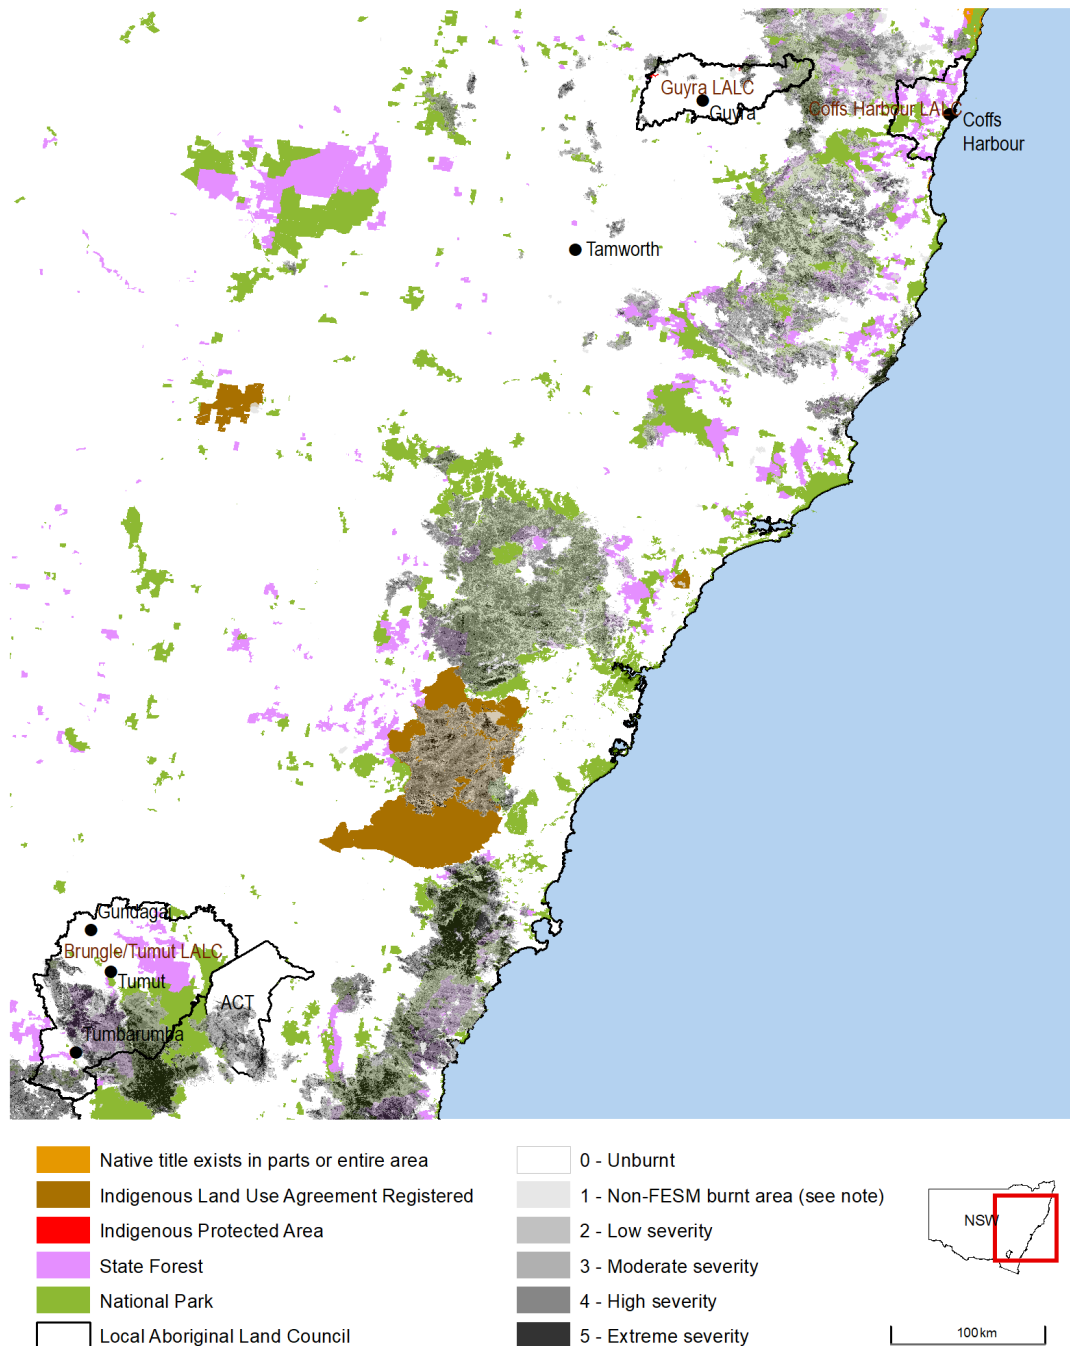 Guyra LALC
Guyra
Coffs Harbour LALC
Coffs
Harbour
Tamworth
Gundagai
Brungle/Tumut LALC
Tumut
ACT
Tumbarumba
Native title exists in parts or entire area
Indigenous Land Use Agreement Registered
Indigenous Protected Area
State Forest
National Park
Local Aboriginal Land Council
0 - Unburnt
1 - Non-FESM burnt area (see note)
2 - Low severity
3 - Moderate severity
4 - High severity
5 - Extreme severity
NSW
100 km